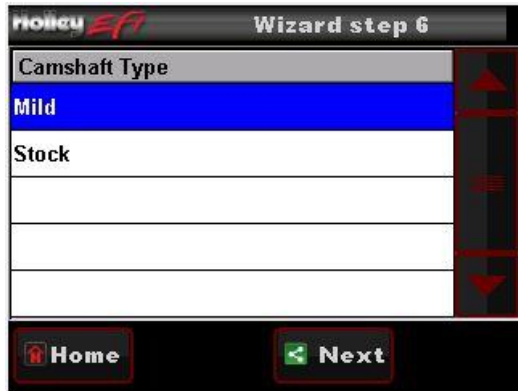 Holley EFI Wizard step 6
Camshaft Type
Mild
Stock
Home Next